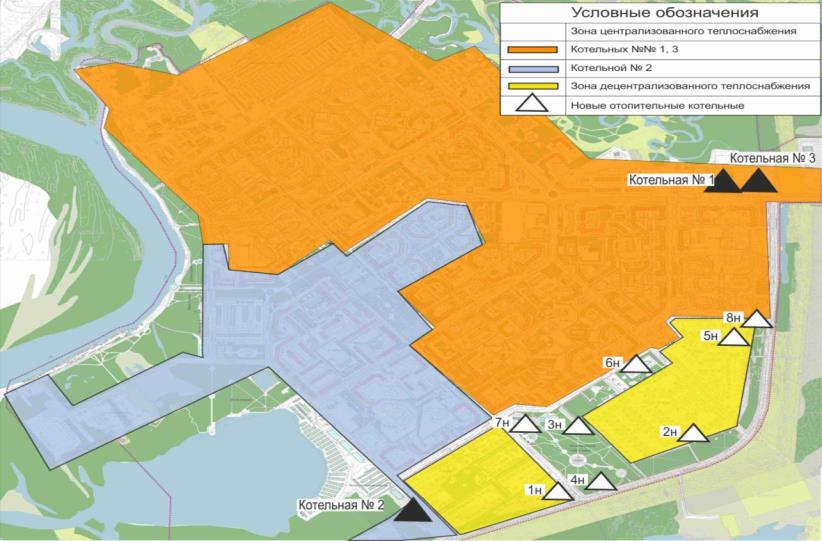 Условные обозначения
Зона централизованного теплоснабжения
Котельных №№ 1, 3
Котельной № 2
Зона децентрализованного теплоснабжения
Новые отопительные котельные
Котельная № 3
Котельная № 1
8н
5н
6н
7н
3н
2н
4н
1н
Котельная № 2